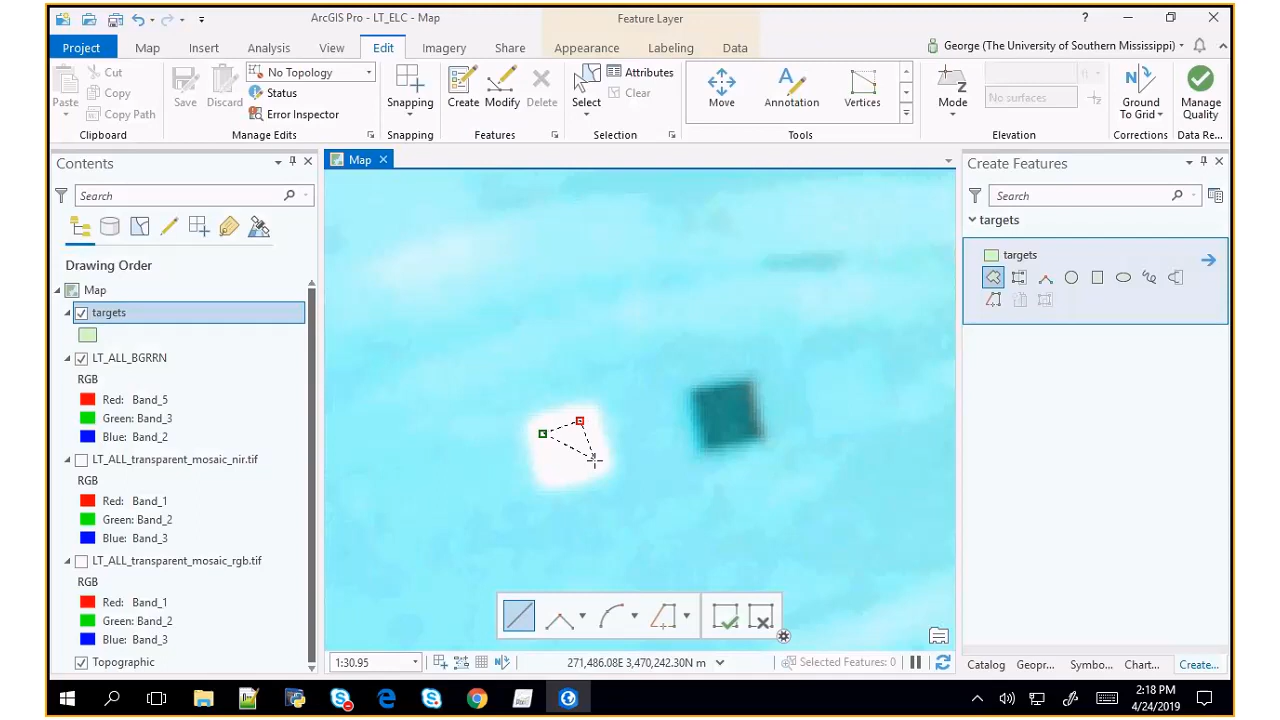 ArcGIS Pro - LT_ELC - Map
Feature Layer
?
Project
Map
Insert
Analysis
View
Edit
Imagery
Share
Appearance
Labeling
Data
George (The University of Southern Mississippi)
Paste
Cut
Copy
Copy Path
Clipboard
Save
Discard
No Topology
Status
Error Inspector
Manage Edits
Snapping
Snapping
Create
Modify
Delete
Features
Select
Attributes
Clear
Selection
Move
Annotation
Vertices
Tools
Mode
ft
No surfaces
Elevation
Ground
To Grid
Corrections
Manage
Quality
Data Re...
Contents
Search
Drawing Order
Map
targets
LT_ALL_BGRRN
RGB
Red: Band_5
Green: Band_3
Blue: Band_2
LT_ALL_transparent_mosaic_nir.tif
RGB
Red: Band_1
Green: Band_2
Blue: Band_3
LT_ALL_transparent_mosaic_rgb.tif
RGB
Red: Band_1
Green: Band_2
Blue: Band_3
Topographic
Map
1:30.95
271,486.08E 3,470,242.30N m
Selected Features: 0
Create Features
Search
targets
targets
Catalog
Geopr...
Symbo...
Chart...
Create...
2:18 PM
4/24/2019